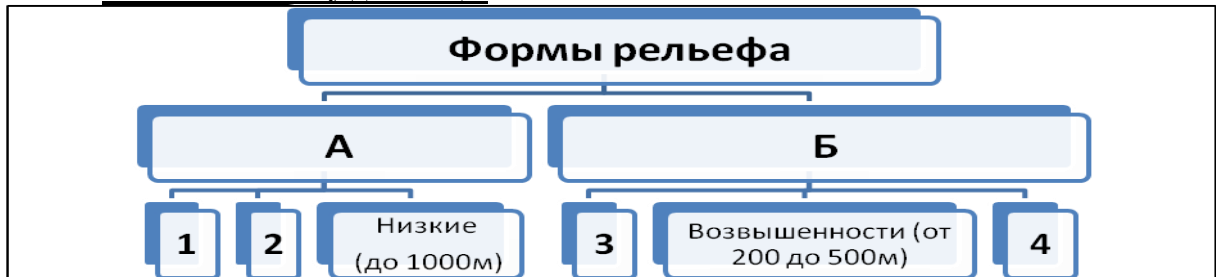 Формы рельефа
А
Б
1
2
Низкие
(до 1000м)
3
Возвышенности (от
200 до 500м)
4